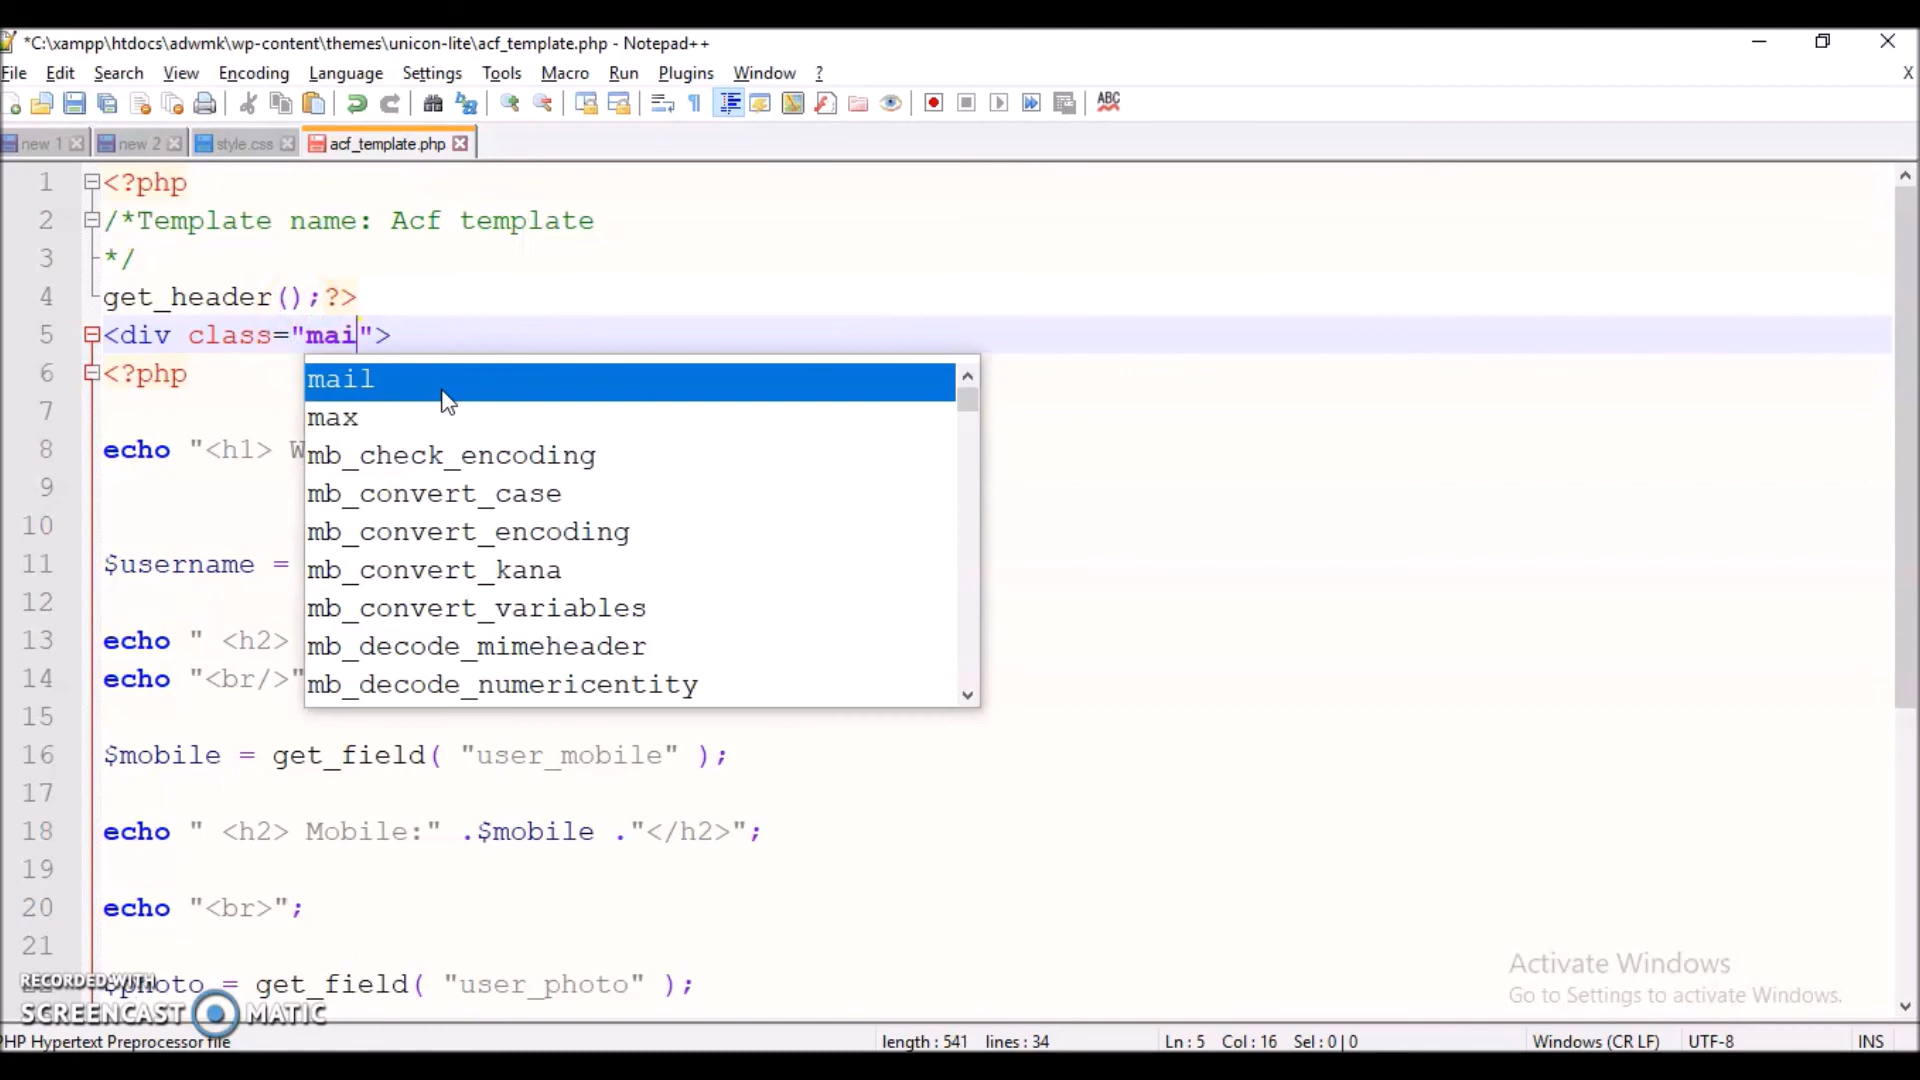 *C:\xampp\htdocs\adwmk\wp-content\themes\unicon-lite\acf_template.php - Notepad++
File Edit Search View Encoding Language Settings Tools Macro Run Plugins Window ? X
ABC
new 1 new 2 style.css acf_template.php
1 <?php
2 /*Template name: Acf template
3 */
4 get_header();?>
5 <div class="mai">
6 <?php
mail
7
max
8 echo "<h1> W
mb_check_encoding
9
mb_convert_case
10
mb_convert_encoding
11 $username =
mb_convert_kana
12
mb_convert_variables
13 echo " <h2>
mb_decode_mimeheader
14 echo "<br/>"
mb_decode_numericentity
15
16 $mobile = get_field( "user_mobile" );
17
18 echo " <h2> Mobile:" .$mobile ."</h2>";
19
20 echo "<br>";
21
$photo = get_field( "user_photo" );
RECORDED WITH
SCREENCAST MATIC
Activate Windows
Go to Settings to activate Windows.
PHP Hypertext Preprocessor file length : 541 lines : 34 Ln : 5 Col : 16 Sel : 0 | 0 Windows (CR LF) UTF-8 INS